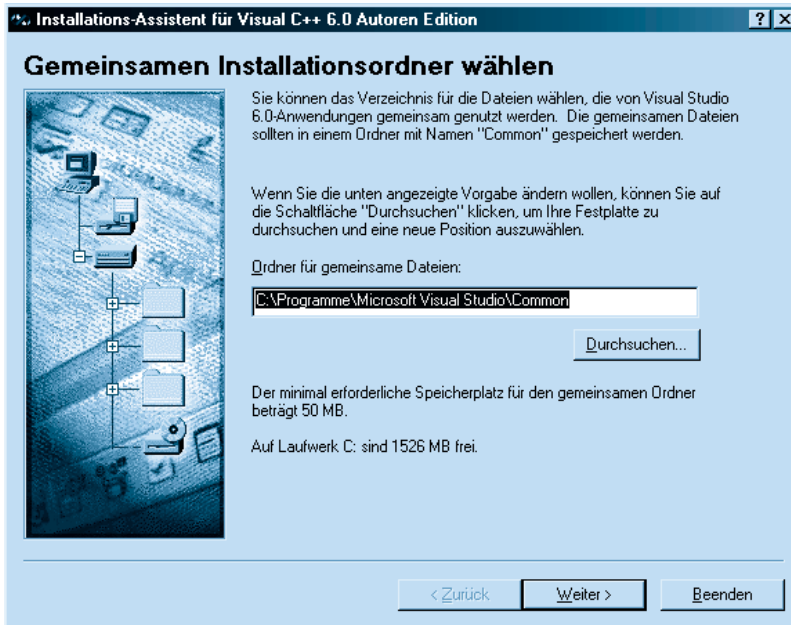 Installations-Assistent für Visual C++ 6.0 Autoren Edition
Gemeinsamen Installationsordner wählen
Sie können das Verzeichnis für die Dateien wählen, die von Visual Studio
6.0-Anwendungen gemeinsam genutzt werden. Die gemeinsamen Dateien
sollten in einem Ordner mit Namen "Common" gespeichert werden.
Wenn Sie die unten angezeigte Vorgabe ändern wollen, können Sie auf
die Schaltfläche "Durchsuchen" klicken, um Ihre Festplatte zu
durchsuchen und eine neue Position auszuwählen.
Ordner für gemeinsame Dateien:
C:\Programme\Microsoft Visual Studio\Common
Durchsuchen...
Der minimal erforderliche Speicherplatz für den gemeinsamen Ordner
beträgt 50 MB.
Auf Laufwerk C: sind 1526 MB frei.
< Zurück Weiter > Beenden